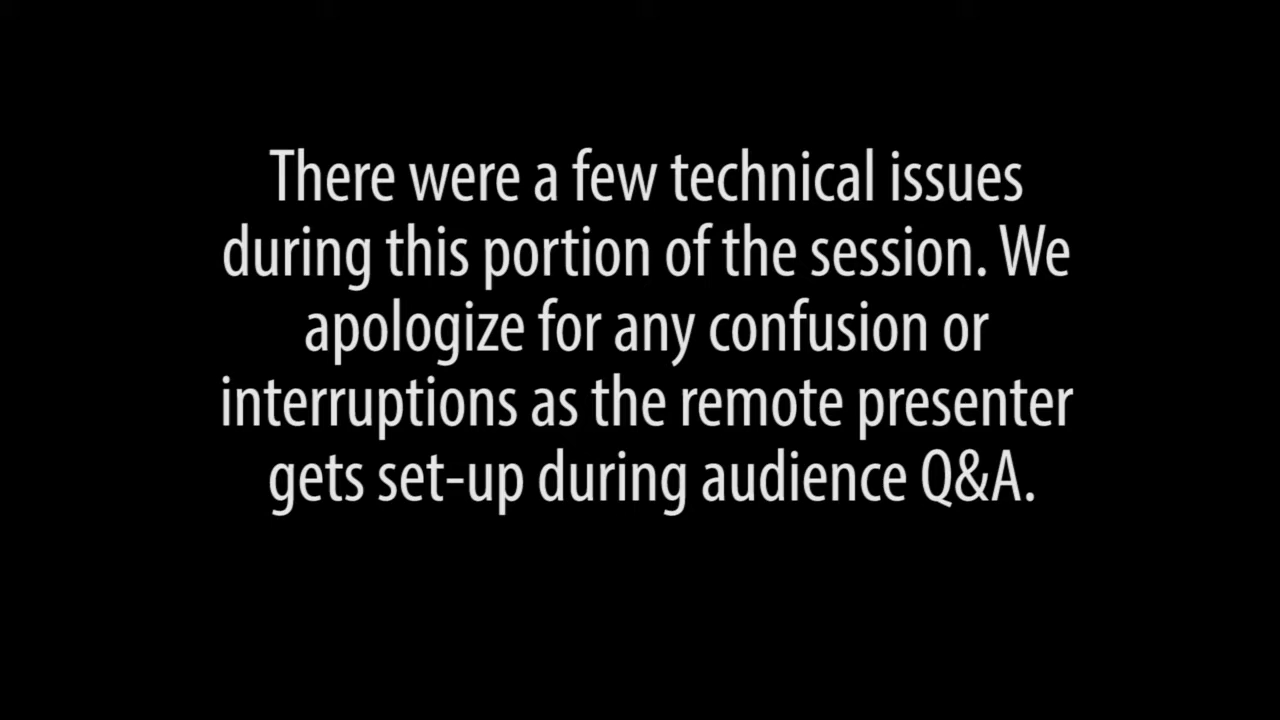 There were a few technical issues
during this portion of the session. We
apologize for any confusion or
interruptions as the remote presenter
gets set-up during audience Q&A.